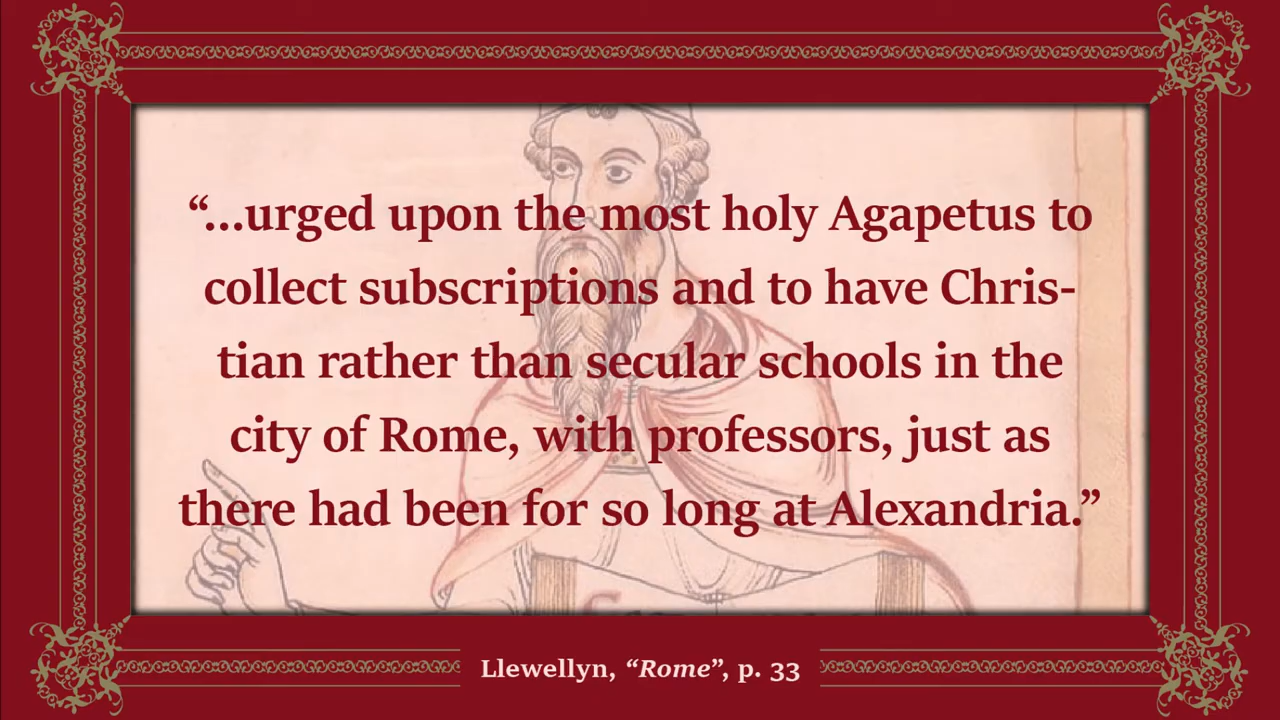 “...urged upon the most holy Agapetus to
collect subscriptions and to have Chris-
tian rather than secular schools in the
city of Rome, with professors, just as
there had been for so long at Alexandria.”
Llewellyn, “Rome”, p. 33